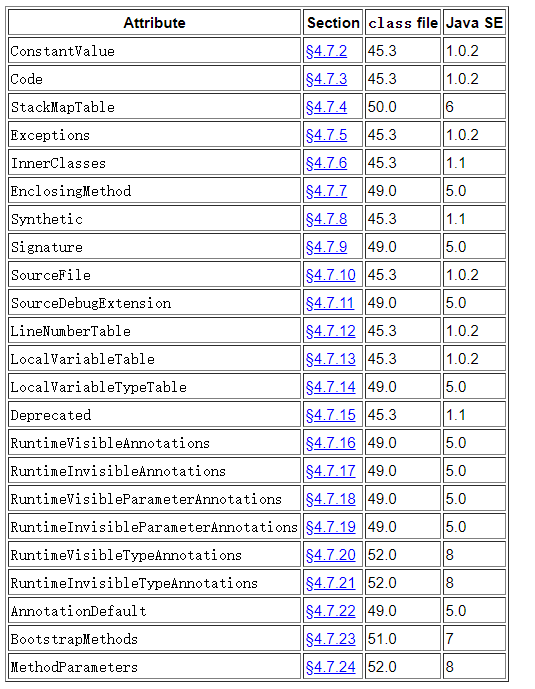 Attribute Section class file Java SE
ConstantValue §4.7.2 45.3 1.0.2
Code §4.7.3 45.3 1.0.2
StackMapTable §4.7.4 50.0 6
Exceptions §4.7.5 45.3 1.0.2
InnerClasses §4.7.6 45.3 1.1
EnclosingMethod §4.7.7 49.0 5.0
Synthetic §4.7.8 45.3 1.1
Signature §4.7.9 49.0 5.0
SourceFile §4.7.10 45.3 1.0.2
SourceDebugExtension §4.7.11 49.0 5.0
LineNumberTable §4.7.12 45.3 1.0.2
LocalVariableTable §4.7.13 45.3 1.0.2
LocalVariableTypeTable §4.7.14 49.0 5.0
Deprecated §4.7.15 45.3 1.1
RuntimeVisibleAnnotations §4.7.16 49.0 5.0
RuntimeInvisibleAnnotations §4.7.17 49.0 5.0
RuntimeVisibleParameterAnnotations §4.7.18 49.0 5.0
RuntimeInvisibleParameterAnnotations §4.7.19 49.0 5.0
RuntimeVisibleTypeAnnotations §4.7.20 52.0 8
RuntimeInvisibleTypeAnnotations §4.7.21 52.0 8
AnnotationDefault §4.7.22 49.0 5.0
BootstrapMethods §4.7.23 51.0 7
MethodParameters §4.7.24 52.0 8